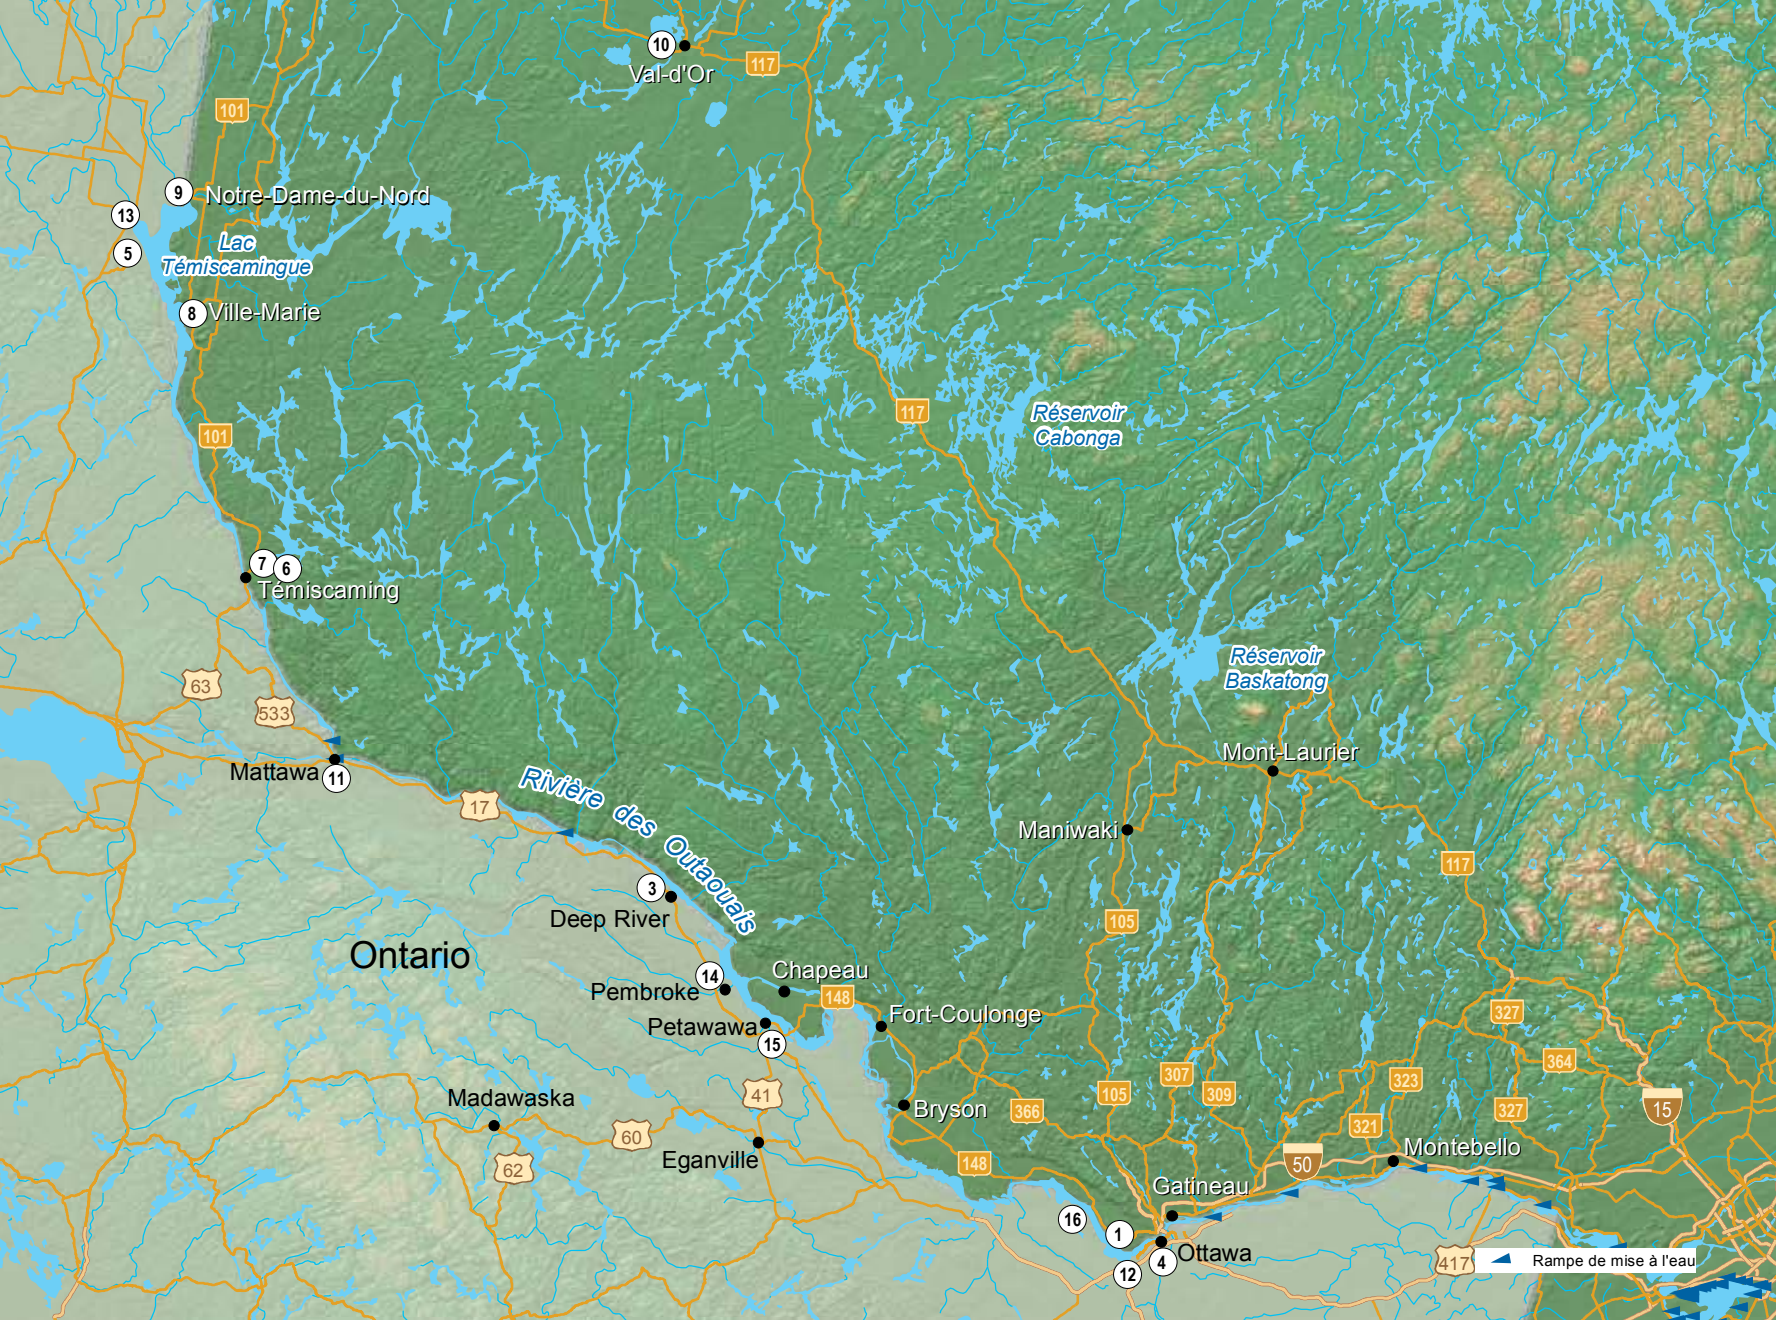 10
Val-d'Or
117
101
9
Notre-Dame-du-Nord
13
5
Lac
Témiscamingue
8
Ville-Marie
117
Réservoir
Cabonga
101
7
6
Témiscaming
Réservoir
Baskatong
63
533
Mont-Laurier
Mattawa
11
Rivière des Outaouais
17
Maniwaki
117
3
Deep River
105
Ontario
14
Chapeau
Pembroke
148
Fort-Coulonge
327
Petawawa
15
364
307
323
Madawaska
41
105
309
15
Bryson
366
327
321
60
Eganville
62
148
50
Montebello
Gatineau
16
1
Ottawa
4
12
417
Rampe de mise à l'eau